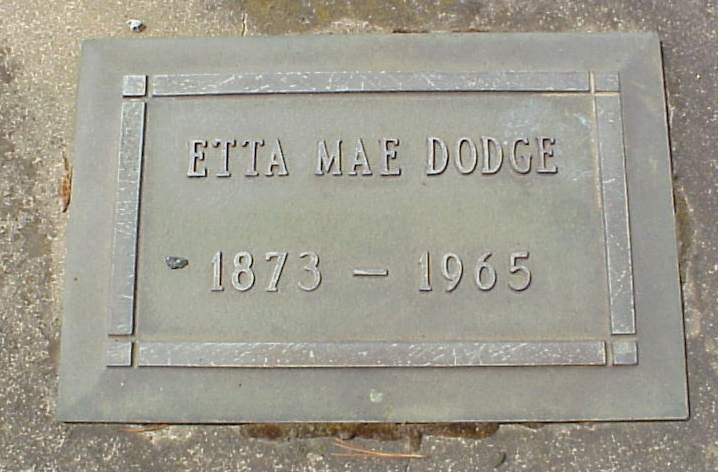 ETTA MAE DODGE
1873 – 1965